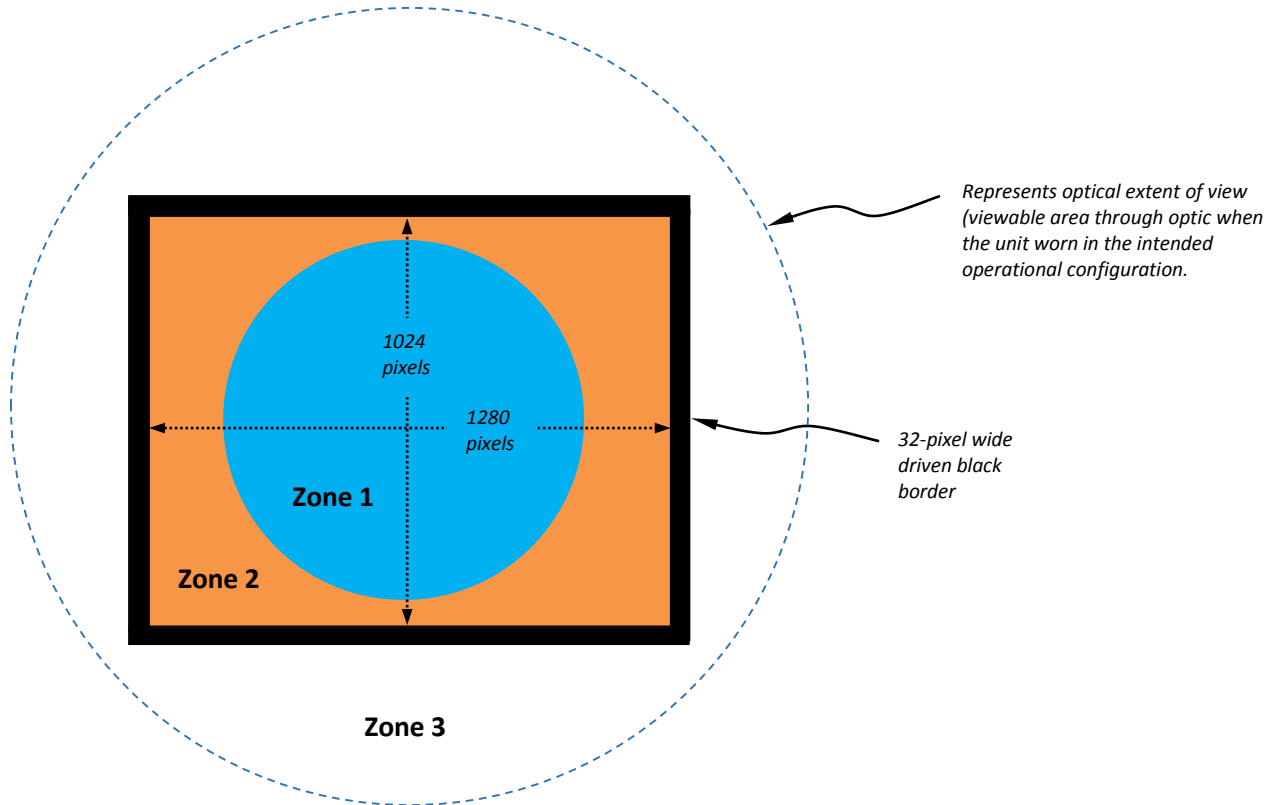 Represents optical extent of view
(viewable area through optic when
the unit worn in the intended
operational configuration.
1024
pixels
1280
pixels
32-pixel wide
driven black
border
Zone 1
Zone 2
Zone 3